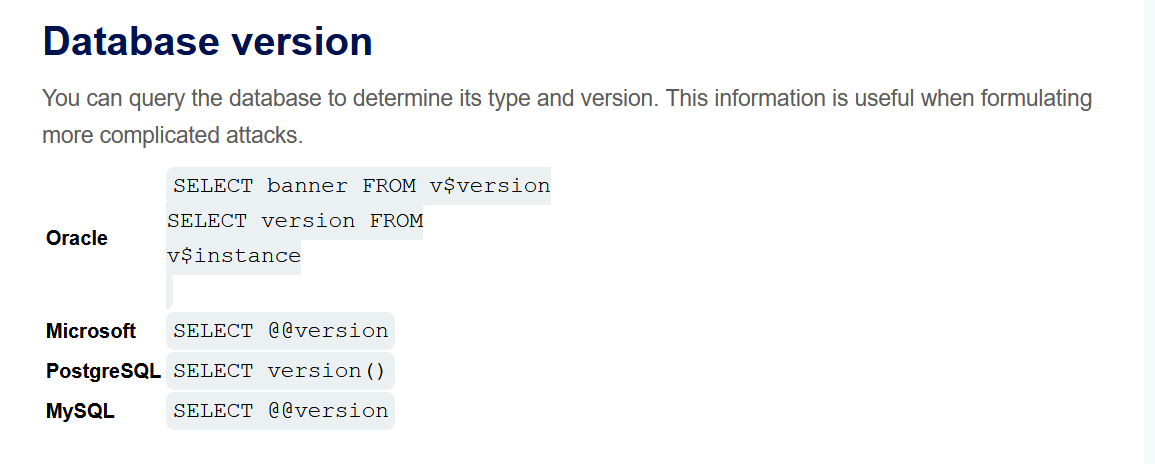 Database version
You can query the database to determine its type and version. This information is useful when formulating
more complicated attacks.
Oracle
SELECT banner FROM v$version
SELECT version FROM
v$instance
Microsoft SELECT @@version
PostgreSQL SELECT version()
MySQL SELECT @@version